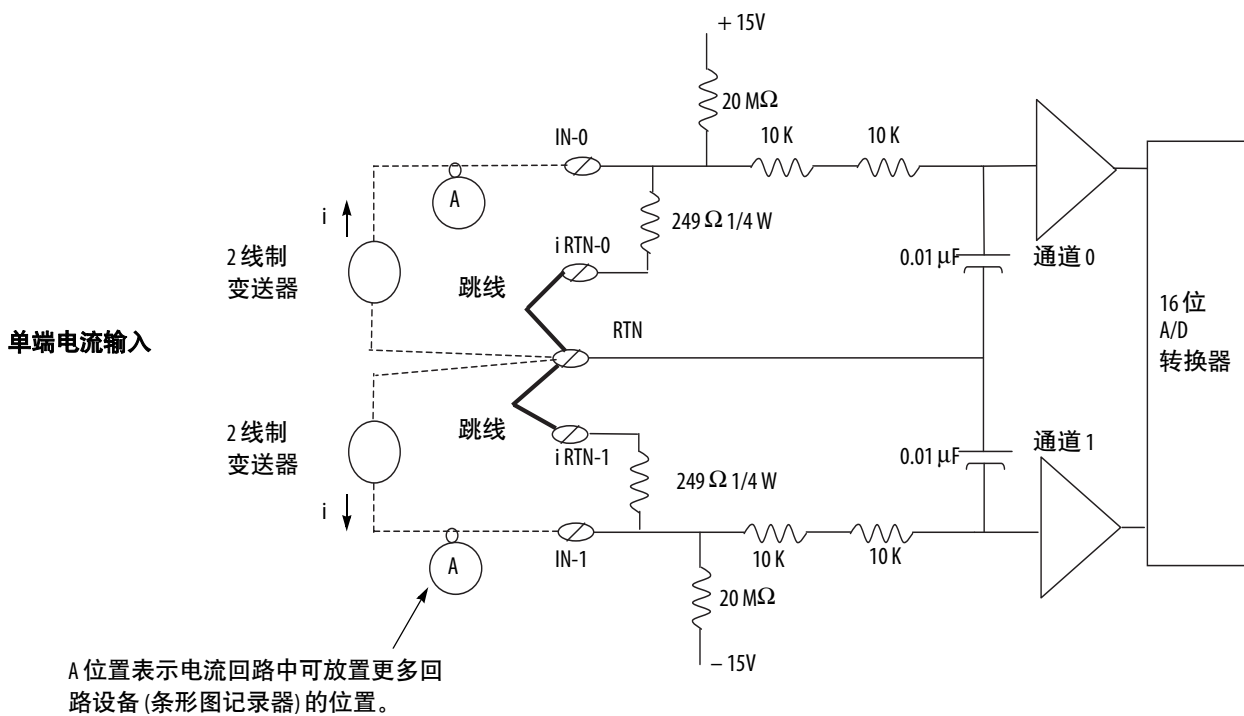 + 15V
20 MΩ
10 K
10 K
IN-0
A
i
249 Ω 1/4 W
2 线制
变送器
i RTN-0
跳线
0.01 µF
通道 0
RTN
单端电流输入
16 位
A/D
转换器
2 线制
变送器
跳线
i RTN-1
0.01 µF
通道 1
249 Ω 1/4 W
i
IN-1
A
10 K
10 K
20 MΩ
– 15V
A 位置表示电流回路中可放置更多回
路设备 (条形图记录器) 的位置。